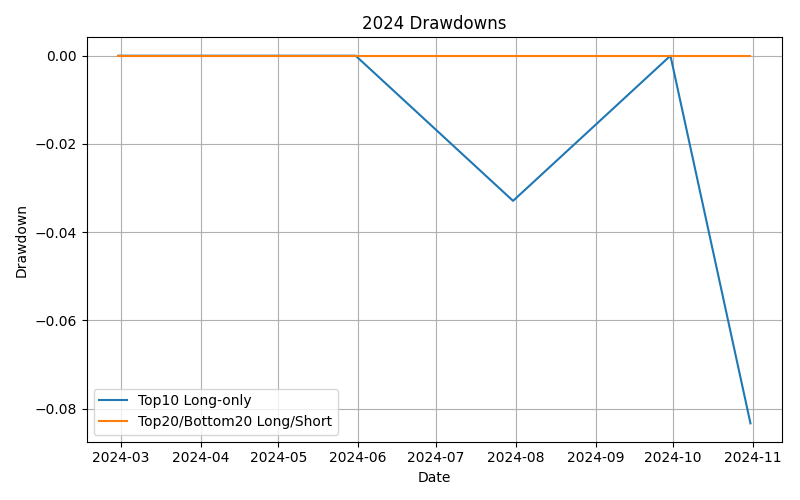 2024 Drawdowns
Drawdown
0.00
−0.02
−0.04
−0.06
−0.08
Top10 Long-only
Top20/Bottom20 Long/Short
2024-03 2024-04 2024-05 2024-06 2024-07 2024-08 2024-09 2024-10 2024-11
Date